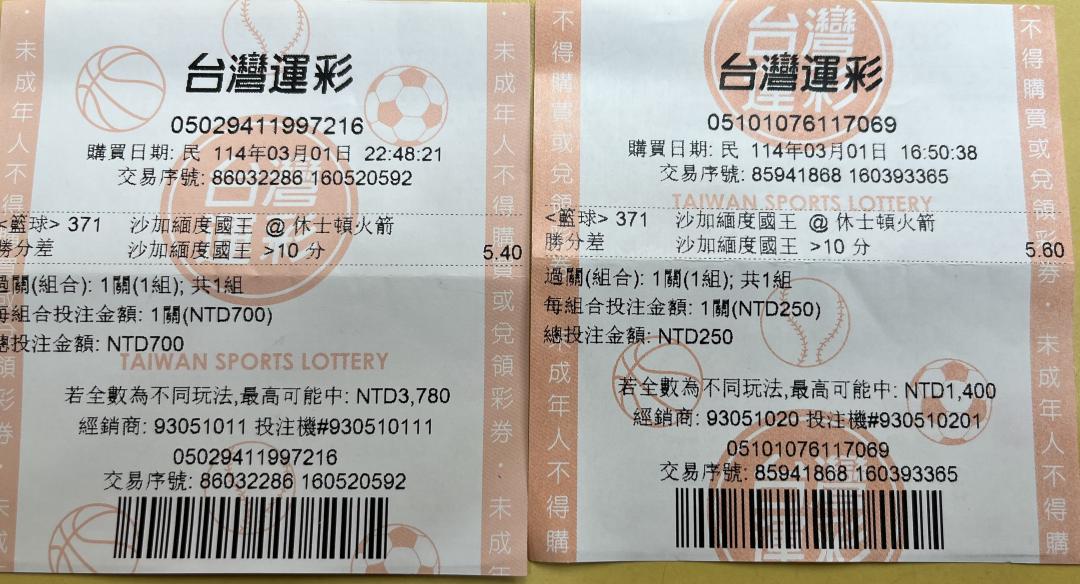 台灣運彩
05029411997216
購買日期: 民 114年03月01日 22:48:21
交易序號: 86032286 160520592
<籃球> 371 沙加緬度國王 @ 休士頓火箭
勝分差 沙加緬度國王 >10 分 5.40
過關(組合): 1關(1組); 共1組
每組合投注金額: 1關(NTD700)
總投注金額: NTD700
TAIWAN SPORTS LOTTERY
若全數為不同玩法,最高可能中: NTD3,780
經銷商: 93051011 投注機#930510111
05029411997216
交易序號: 86032286 160520592
未成年人不得購買或兌領彩券
台灣運彩
05101076117069
購買日期: 民 114年03月01日 16:50:38
交易序號: 85941868 160393365
TAIWAN SPORTS LOTTERY
<籃球> 371 沙加緬度國王 @ 休士頓火箭
勝分差 沙加緬度國王 >10 分 5.60
過關(組合): 1關(1組); 共1組
每組合投注金額: 1關(NTD250)
總投注金額: NTD250
若全數為不同玩法,最高可能中: NTD1,400
經銷商: 93051020 投注機#930510201
05101076117069
交易序號: 85941868 160393365
不得購買或兌領彩券・未成年人不得購